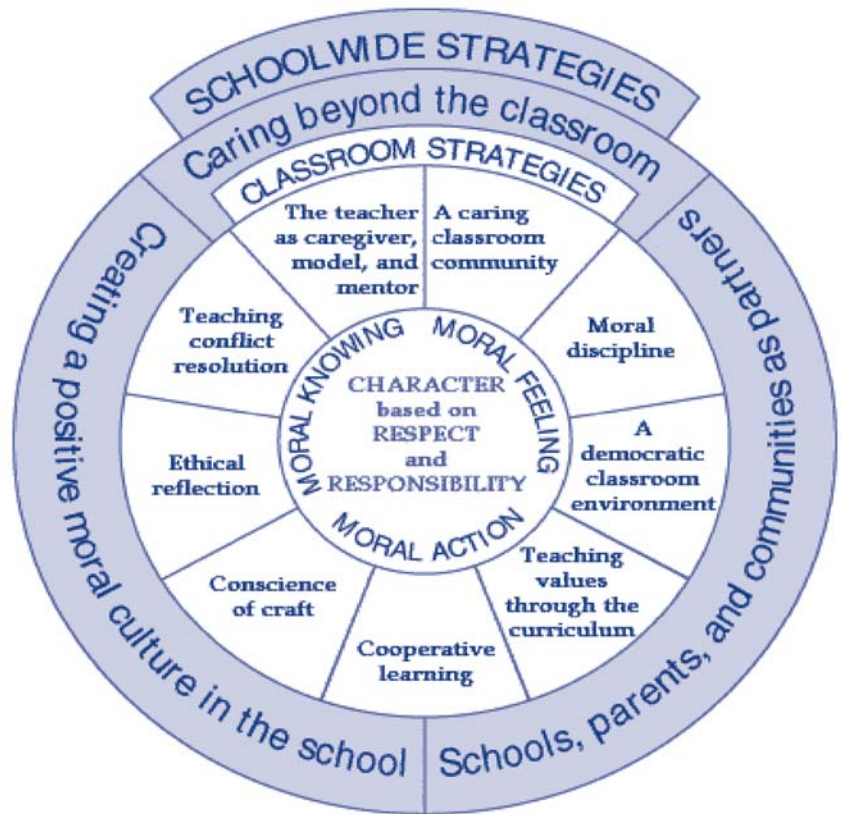 SCHOOLWIDE STRATEGIES
Caring beyond the classroom
CLASSROOM STRATEGIES
The teacher
as caregiver,
model, and
mentor
A caring
classroom
community
Moral
discipline
A
democratic
classroom
environment
Teaching
values
through the
curriculum
Cooperative
learning
Conscience
of craft
Ethical
reflection
Teaching
conflict
resolution
MORAL KNOWING
MORAL FEELING
MORAL ACTION
CHARACTER
based on
RESPECT
and
RESPONSIBILITY
Creating a positive moral culture in the school
Schools, parents, and communities as partners